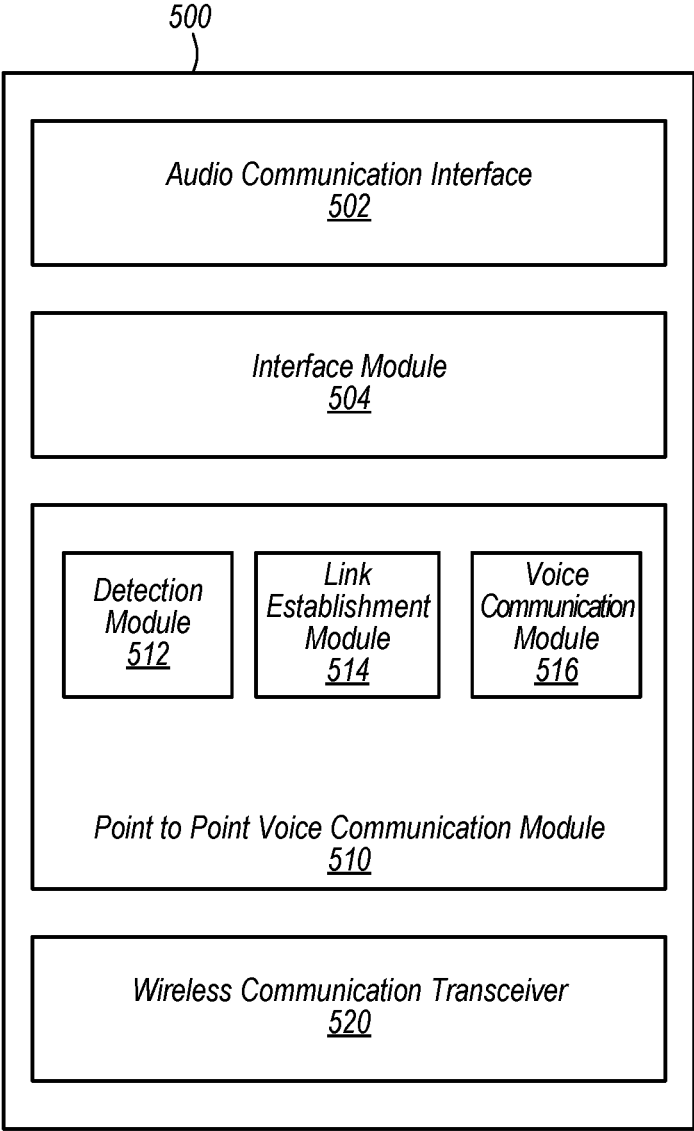 500
Audio Communication Interface
502
Interface Module
504
Detection
Module
512
Link
Establishment
Module
514
Voice
Communication
Module
516
Point to Point Voice Communication Module
510
Wireless Communication Transceiver
520